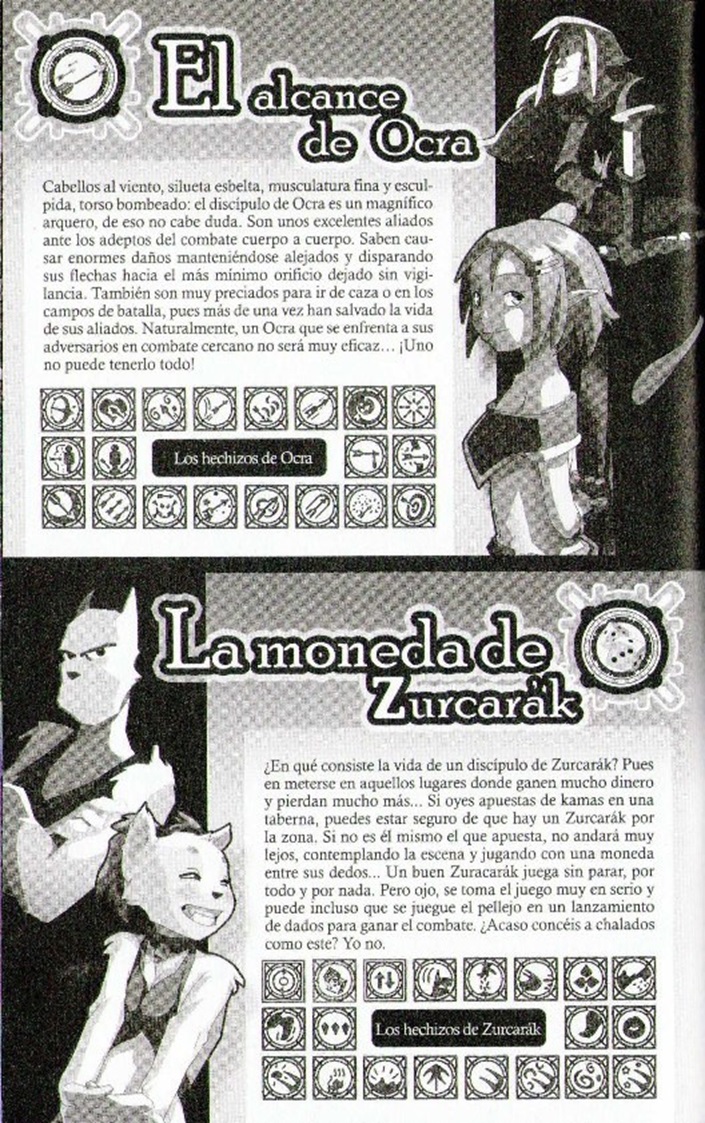 El alcance
de Ocra
Cabellos al viento, silueta esbelta, musculatura fina y escul-
pida, torso bombeado: el discípulo de Ocra es un magnífico
arquero, de eso no cabe duda. Son unos excelentes aliados
ante los adeptos del combate cuerpo a cuerpo. Saben cau-
sar enormes daños manteniéndose alejados y disparando
sus flechas hacia el más mínimo orificio dejado sin vigi-
lancia. También son muy preciados para ir de caza o en los
campos de batalla, pues más de una vez han salvado la vida
de sus aliados. Naturalmente, un Ocra que se enfrenta a sus
adversarios en combate cercano no será muy eficaz... ¡Uno
no puede tenerlo todo!
Los hechizos de Ocra
La moneda de
Zurcarák
¿En qué consiste la vida de un discípulo de Zurcarák? Pues
en meterse en aquellos lugares donde ganen mucho dinero
y pierdan mucho más... Si oyes apuestas de kamas en una
taberna, puedes estar seguro de que hay un Zurcarák por
la zona. Si no es él mismo el que apuesta, no andará muy
lejos, contemplando la escena y jugando con una moneda
entre sus dedos... Un buen Zuracarák juega sin parar, por
todo y por nada. Pero ojo, se toma el juego muy en serio y
puede incluso que se juegue el pellejo en un lanzamiento
de dados para ganar el combate. ¿Acaso concéis a chalados
como este? Yo no.
Los hechizos de Zurcarák